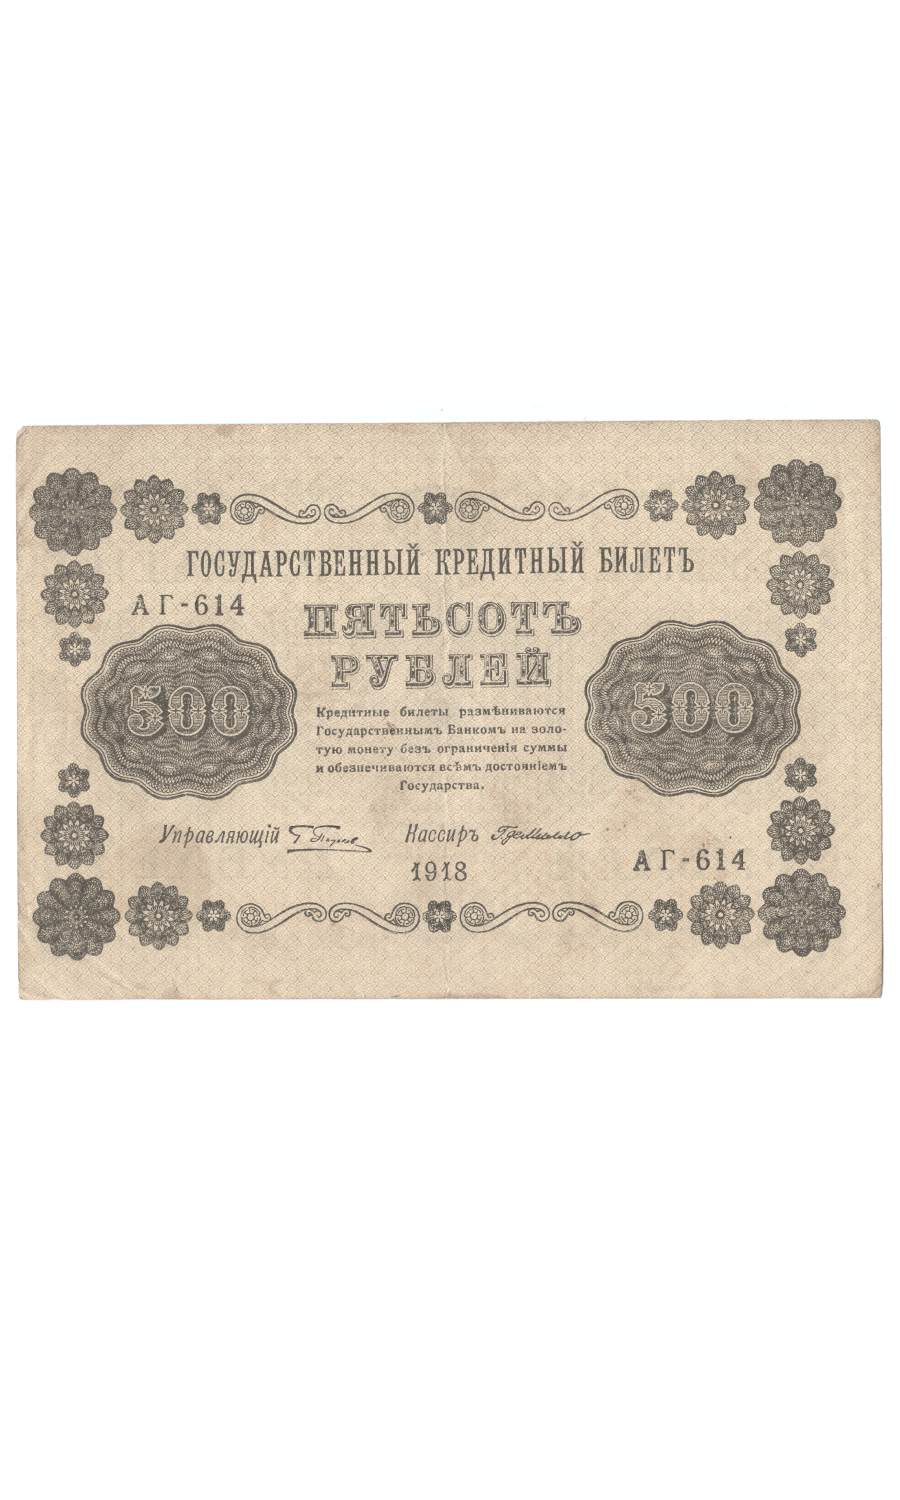 ГОСУДАРСТВЕННЫЙ КРЕДИТНЫЙ БИЛЕТЪ
АГ-614
ПЯТЬСОТЪ
РУБЛЕЙ
500
500
Кредитные билеты размѣниваются
Государственнымъ Банкомъ на золо-
тую монету безъ ограниченія суммы
и обезпечиваются всѣмъ достояніемъ
Государства.
Управляющій
Кассиръ
1918
АГ-614